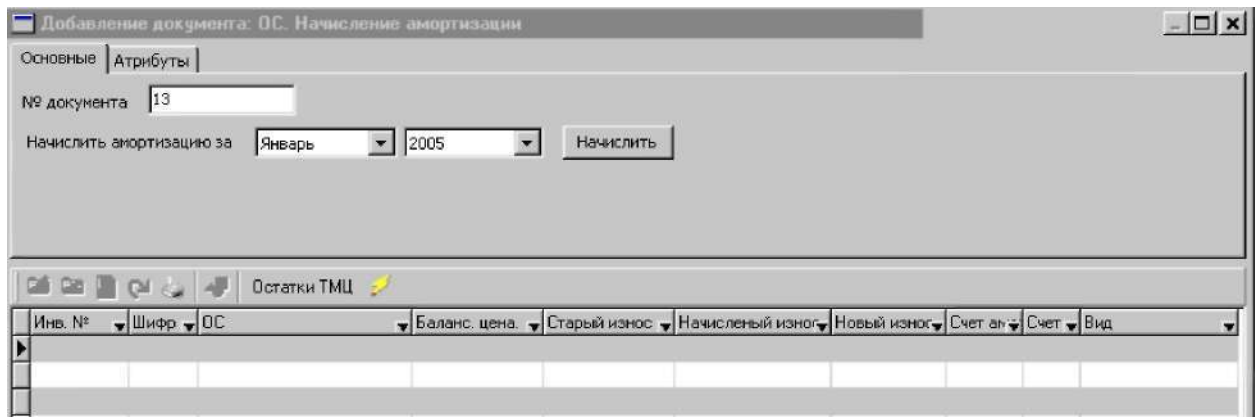 Добавление документа: ОС. Начисление амортизации
Основные Атрибуты
№ документа 13
Начислить амортизацию за Январь 2005 Начислить
Остатки ТМЦ
Инв. № Шифр ОС Баланс. цена. Старый износ Начисленый износ Новый износ Счет ам Счет Вид